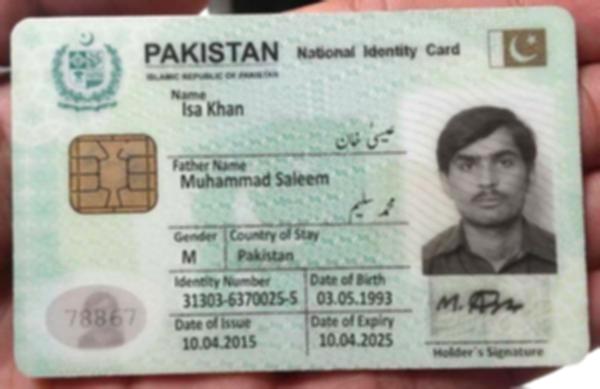 PAKISTAN National Identity Card
ISLAMIC REPUBLIC OF PAKISTAN
Name
Isa Khan
عیسیٰ خان
Father Name
Muhammad Saleem
محمد سلیم
Gender Country of Stay
M Pakistan
Identity Number Date of Birth
31303-6370025-5 03.05.1993
Date of Issue Date of Expiry
10.04.2015 10.04.2025
78867
Holder's Signature